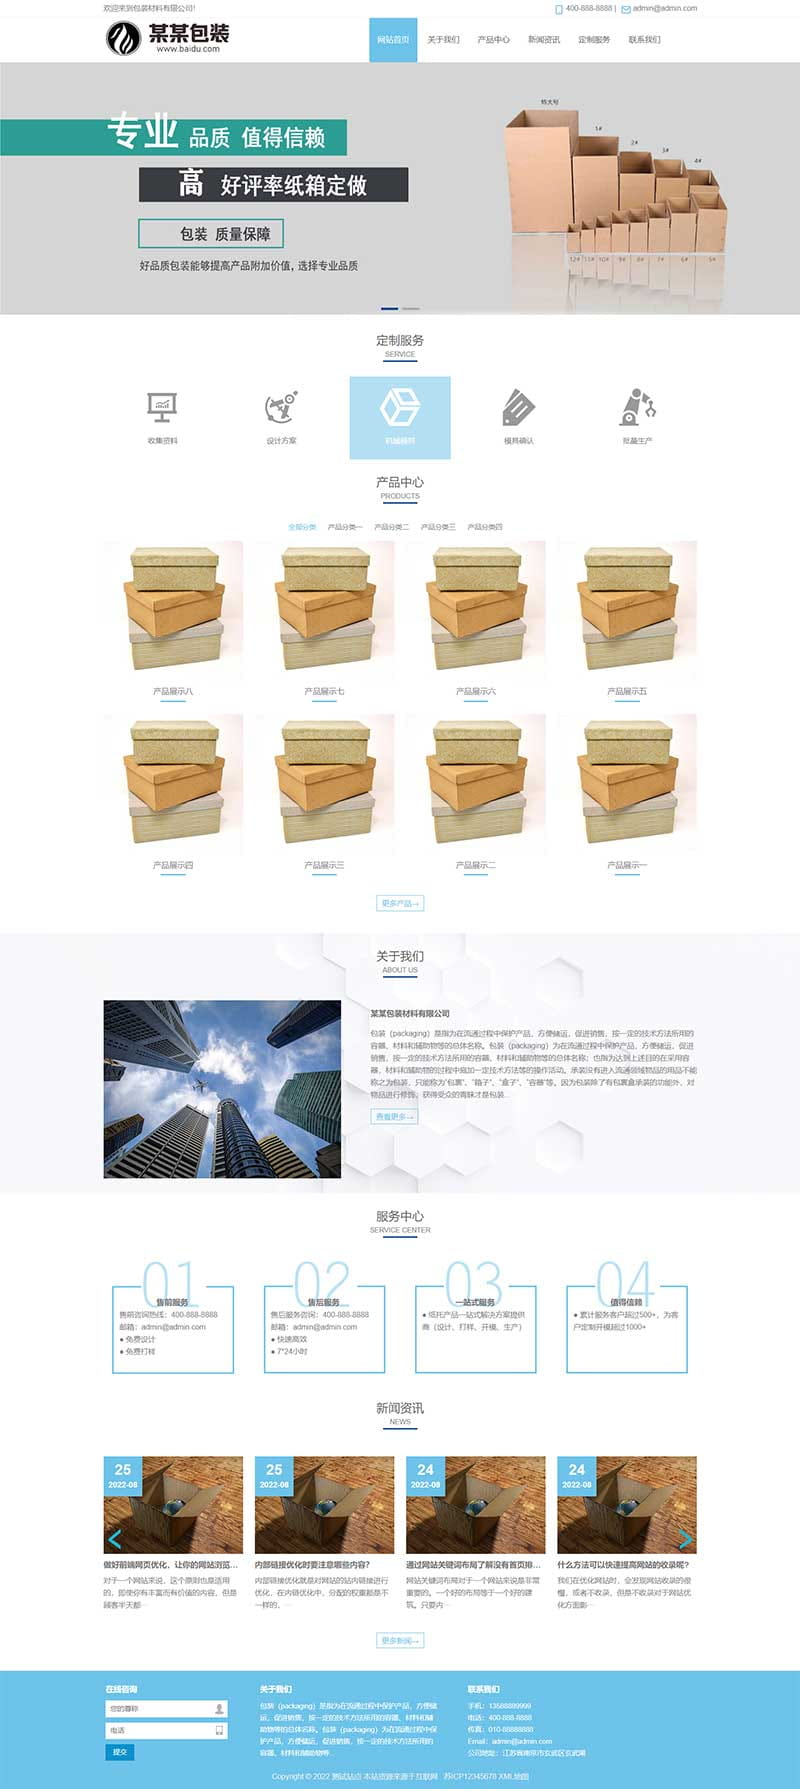 欢迎来到包装材料有限公司!
400-888-8888 | admin@admin.com
某某包装
www.baidu.com
网站首页 关于我们 产品中心 新闻资讯 定制服务 联系我们
专业 品质 值得信赖
高 好评率纸箱定做
包装 质量保障
好品质包装能够提高产品附加价值, 选择专业品质
特大号
1#
2#
3#
4#
12# 11# 10# 9# 8# 7# 6# 5#
定制服务
SERVICE
收集资料 设计方案 机械模具 模具确认 批量生产
产品中心
PRODUCTS
全部分类 产品分类一 产品分类二 产品分类三 产品分类四
产品展示八 产品展示七 产品展示六 产品展示五
产品展示四 产品展示三 产品展示二 产品展示一
更多产品→
关于我们
ABOUT US
某某包装材料有限公司
包装（packaging）是指为在流通过程中保护产品，方便储运，促进销售，按一定的技术方法所用的
容器、材料和辅助物等的总体名称。包装（packaging）为在流通过程中保护产品，方便储运，促进
销售，按一定的技术方法所用的容器、材料和辅助物等的总体名称；也指为达到上述目的在采用容
器，材料和辅助物的过程中施加一定技术方法等的操作活动。承装没有进入流通领域物品的用品不能
称之为包装，只能称为“包裹”、“箱子”、“盒子”、“容器”等。因为包装除了有包裹盒承装的功能外，对
物品进行修饰，获得受众的青睐才是包装...
查看更多→
服务中心
SERVICE CENTER
01
售前服务
售前咨询热线：400-888-8888
邮箱：admin@admin.com
● 免费设计
● 免费打样
02
售后服务
售后服务咨询：400-888-8888
邮箱：admin@admin.com
● 快速高效
● 7*24小时
03
一站式服务
● 纸托产品一站式解决方案提供
商（设计、打样、开模、生产）
04
值得信赖
● 累计服务客户超过500+，为客
户定制开模超过1000+
新闻资讯
NEWS
25
2022-08
做好前端网页优化，让你的网站浏览...
对于一个网站来说，这个原则也是适用
的，即使你有丰富而有价值的内容，但是
顾客半天都…
25
2022-08
内部链接优化时要注意哪些内容?
内部链接优化就是对网站的站内链接进行
优化，在内链优化中，分配的权重都是不
一样的，…
24
2022-08
通过网站关键词布局了解没有首页排...
网站关键词布局对于一个网站来说是非常
重要的。一个好的布局等于一个好的建
筑。只要内…
24
2022-08
什么方法可以快速提高网站的收录呢?
我们在优化网站时，会发现网站收录的很
慢，或者不收录，但是不收录对于网站优
化方面影…
更多新闻→
在线咨询
您的尊称
电话
提交
关于我们
包装（packaging）是指为在流通过程中保护产品，方便储
运，促进销售，按一定的技术方法所用的容器、材料和辅
助物等的总体名称。包装（packaging）为在流通过程中保
护产品，方便储运，促进销售，按一定的技术方法所用的
容器、材料和辅助物等...
联系我们
手机：13588889999
电话：400-888-8888
传真：010-88888888
Email：admin@admin.com
公司地址：江苏省南京市玄武区玄武湖
Copyright © 2022 测试站点 本站资源来源于互联网 苏ICP12345678 XML地图